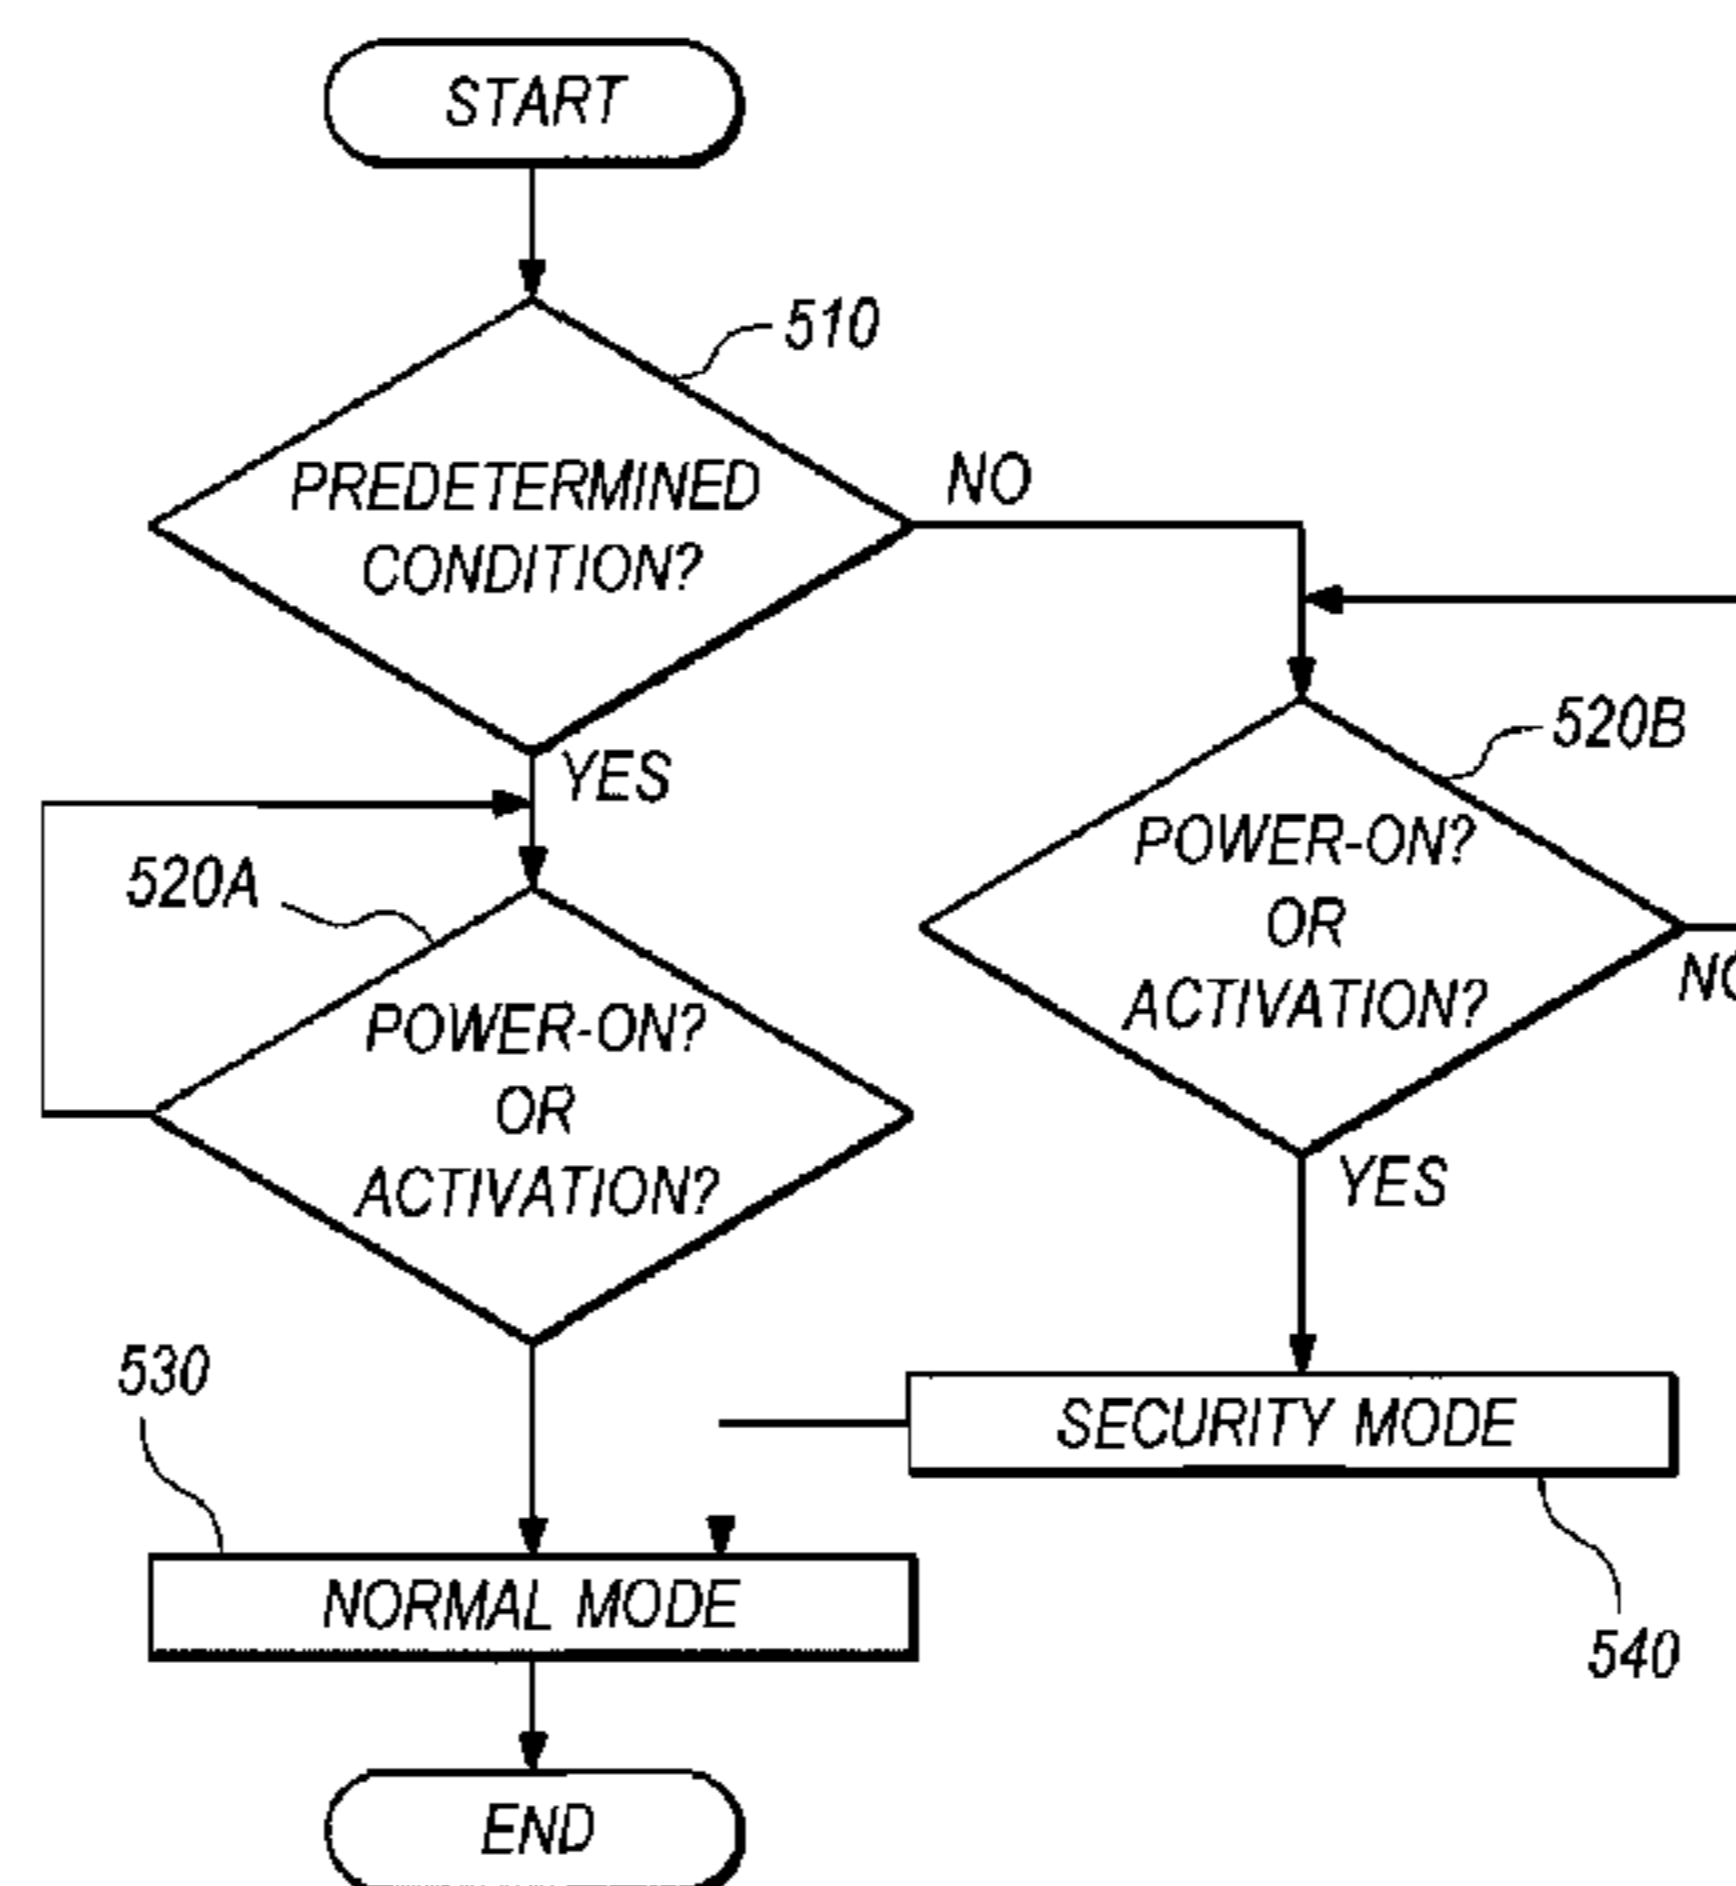 START
510
PREDETERMINED
CONDITION?
NO
YES
520A
POWER-ON?
OR
ACTIVATION?
520B
POWER-ON?
OR
ACTIVATION?
NO
YES
530
SECURITY MODE
NORMAL MODE
540
END